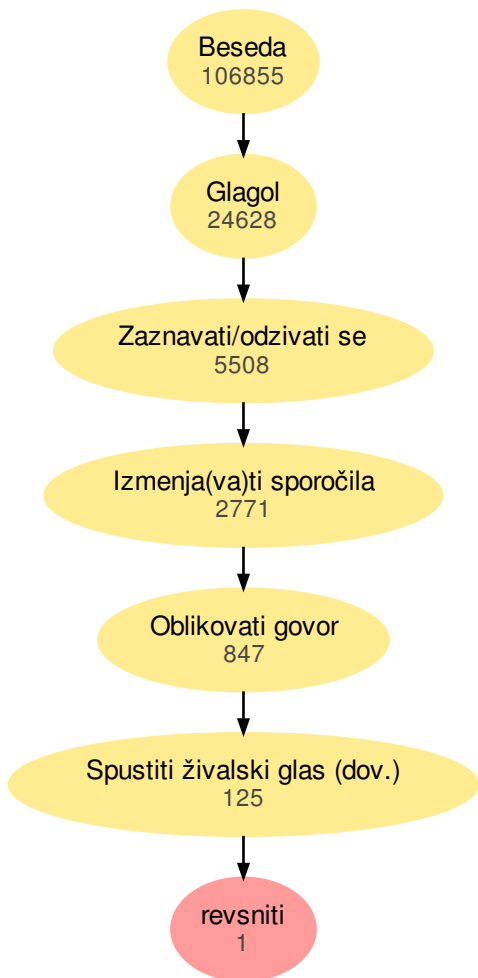 Beseda
106855
Glagol
24628
Zaznavati/odzivati se
5508
Izmenja(va)ti sporočila
2771
Oblikovati govor
847
Spustiti živalski glas (dov.)
125
revsniti
1